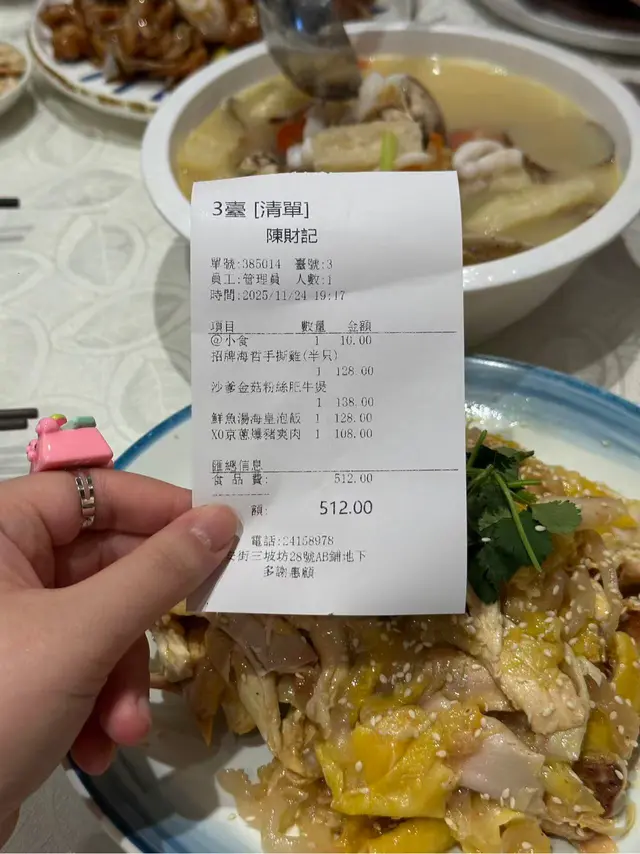 3臺 [清單]
陳財記
單號:385014 臺號:3
員工:管理員 人數:1
時間:2025/11/24 19:17
項目 數量 金額
@小食 1 10.00
招牌海哲手撕雞(半只)
1 128.00
沙爹金菇粉絲肥牛煲
1 138.00
鮮魚湯海皇泡飯 1 128.00
XO京蔥爆豬爽肉 1 108.00
匯總信息
食品費: 512.00
額: 512.00
電話:24158978
街三坡坊28號AB鋪地下
多謝惠顧